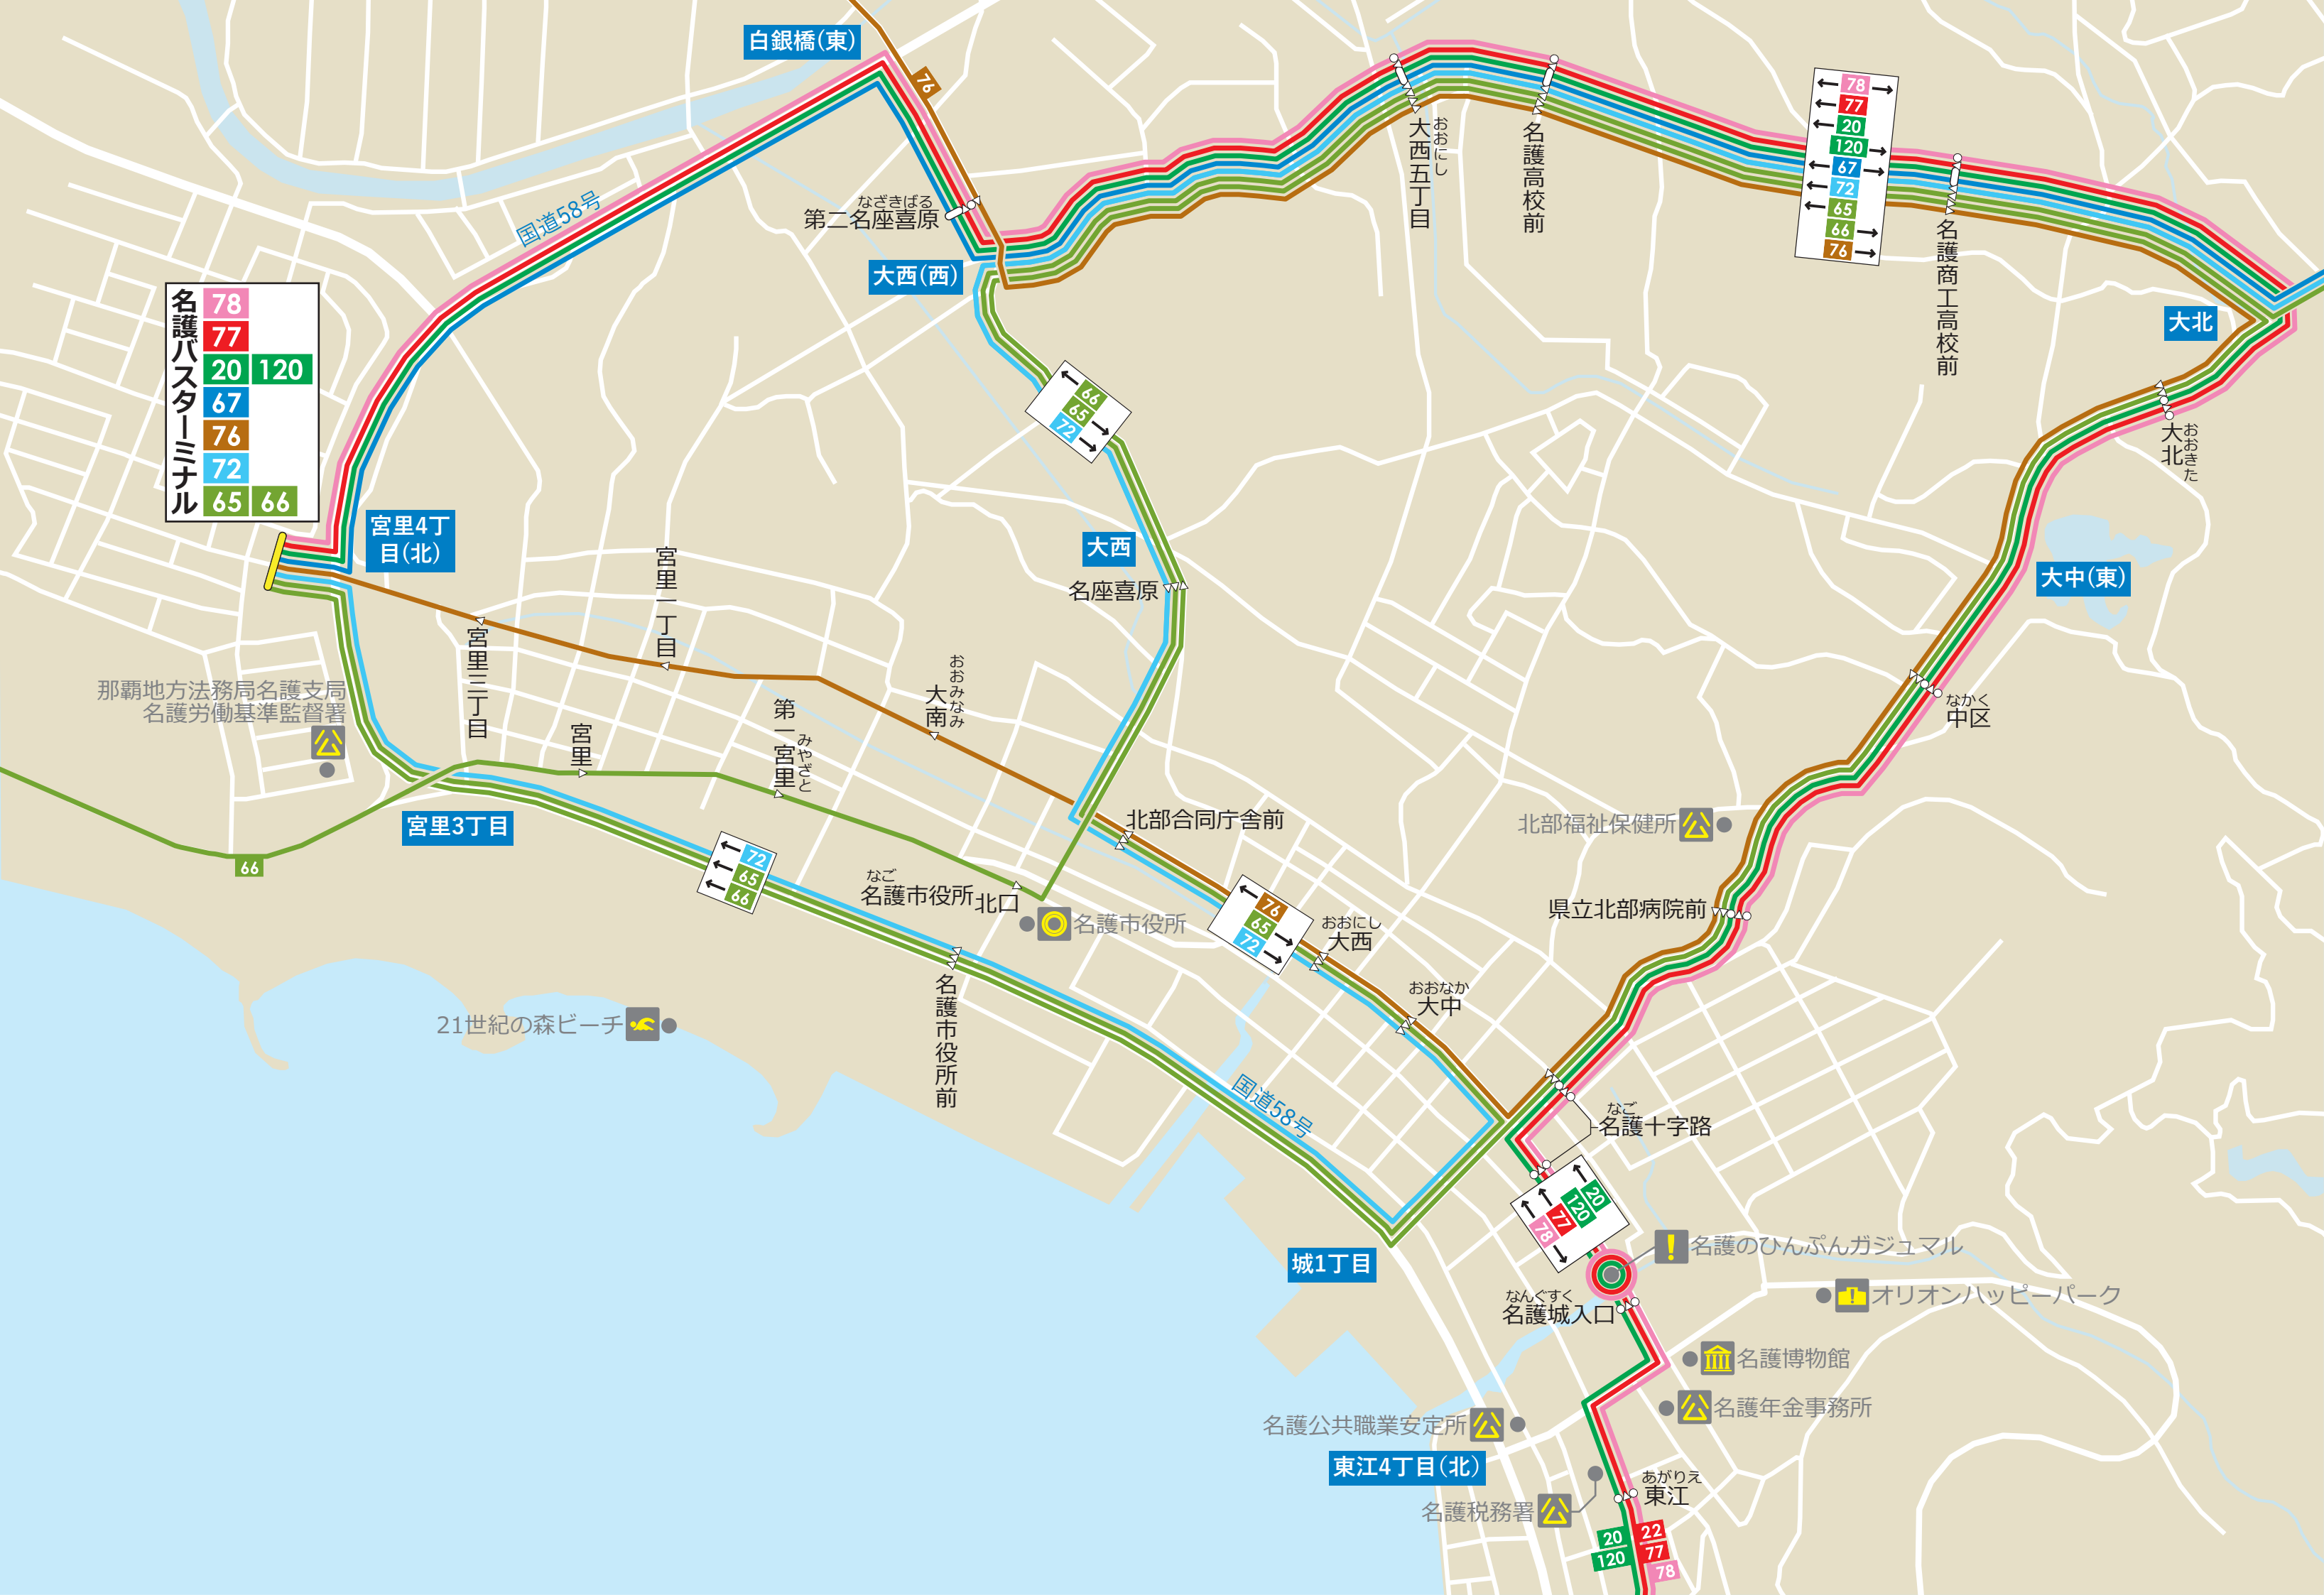 白銀橋(東)
76
国道58号
なざきばる
第二名座喜原
大西(西)
大西五丁目
おおにし
名護高校前
78
77
20
120
67
72
65
66
76
名護商工高校前
大北
大北
おおきた
名護バスターミナル
78
77
20 120
67
76
72
65 66
宮里4丁
目(北)
66
65
72
大西
名座喜原
大中(東)
宮里一丁目
宮里三丁目
那覇地方法務局名護支局
名護労働基準監督署
公
宮里
第一宮里
みやざと
大南
おおみなみ
なかく
中区
宮里3丁目
66
72
65
66
北部合同庁舎前
北部福祉保健所
公
なご
名護市役所北口
名護市役所
76
65
72
おおにし
大西
県立北部病院前
おおなか
大中
21世紀の森ビーチ
名護市役所前
国道58号
なご
名護十字路
20
120
77
78
城1丁目
名護のひんぷんガジュマル
なんぐすく
名護城入口
オリオンハッピーパーク
名護博物館
公
名護年金事務所
名護公共職業安定所
公
東江4丁目(北)
あがりえ
東江
名護税務署
公
20
120
22
77
78